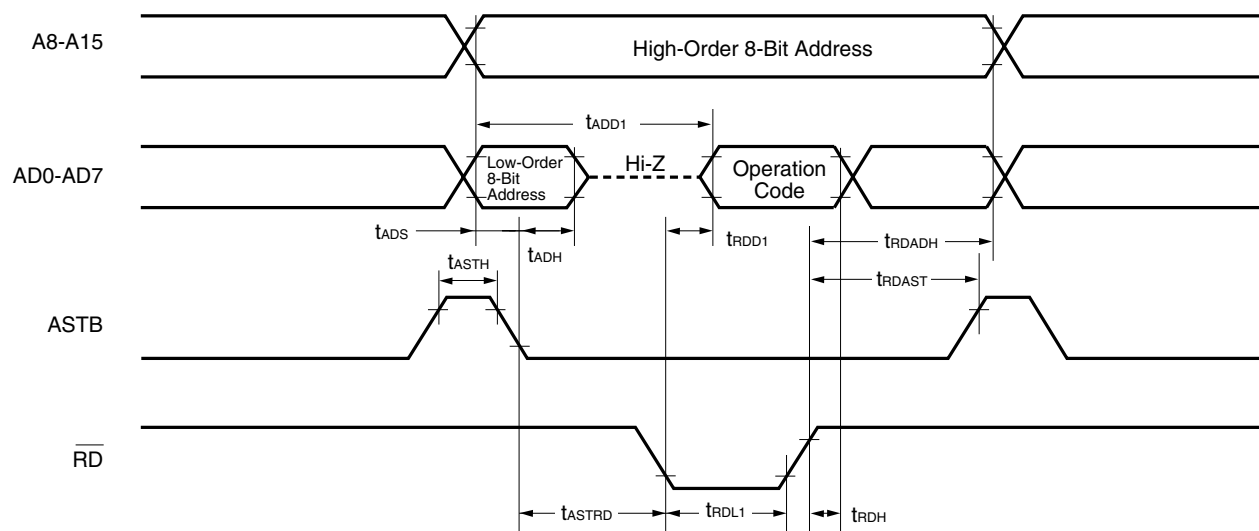 A8-A15
High-Order 8-Bit Address
tADD1
AD0-AD7
Low-Order
8-Bit
Address
Hi-Z
Operation
Code
tADS
tADH
tRDD1
tRDADH
tASTH
tRDAST
ASTB
RD
tASTRD
tRDL1
tRDH